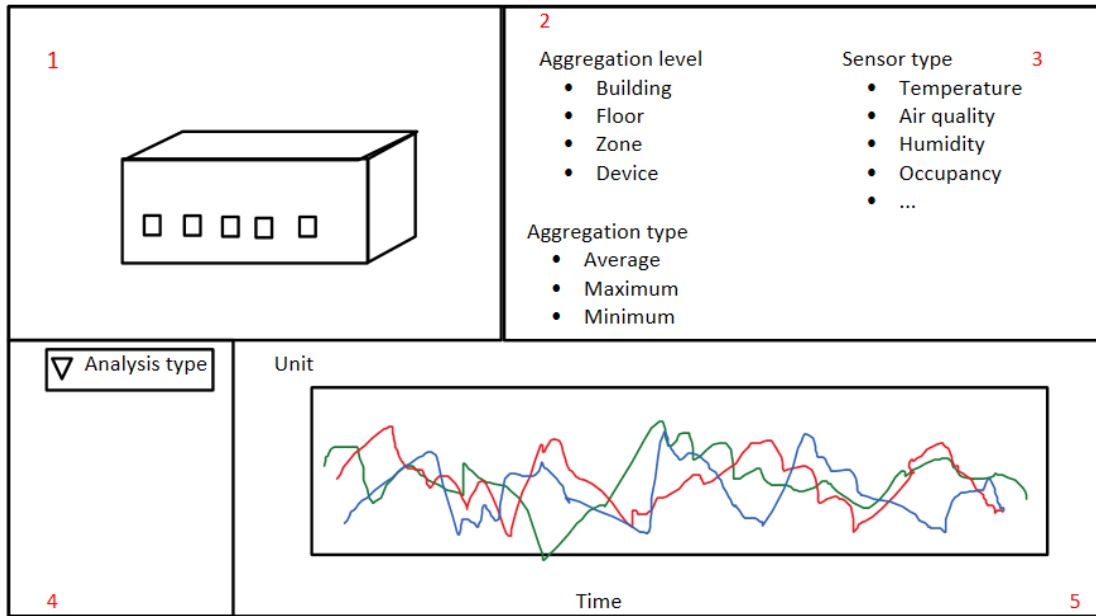 1
2
Aggregation level
• Building
• Floor
• Zone
• Device
Aggregation type
• Average
• Maximum
• Minimum
Sensor type 3
• Temperature
• Air quality
• Humidity
• Occupancy
• ...
Analysis type
4
Unit
Time
5